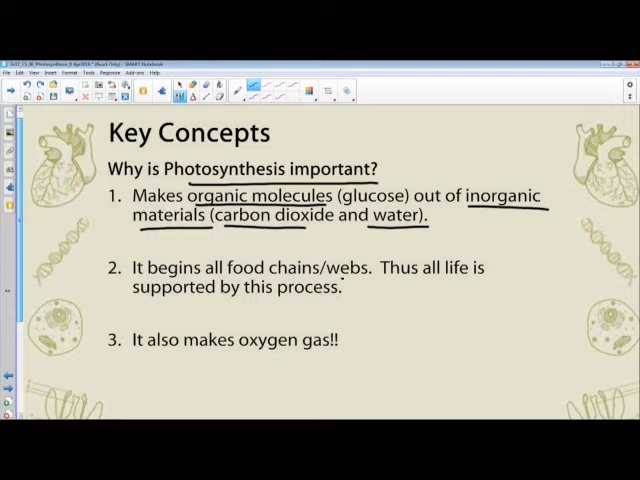 File Edit View Insert Format Tools Response Add-ons Help
Key Concepts
Why is Photosynthesis important?
1. Makes organic molecules (glucose) out of inorganic
materials (carbon dioxide and water).
2. It begins all food chains/webs. Thus all life is
supported by this process.
3. It also makes oxygen gas!!